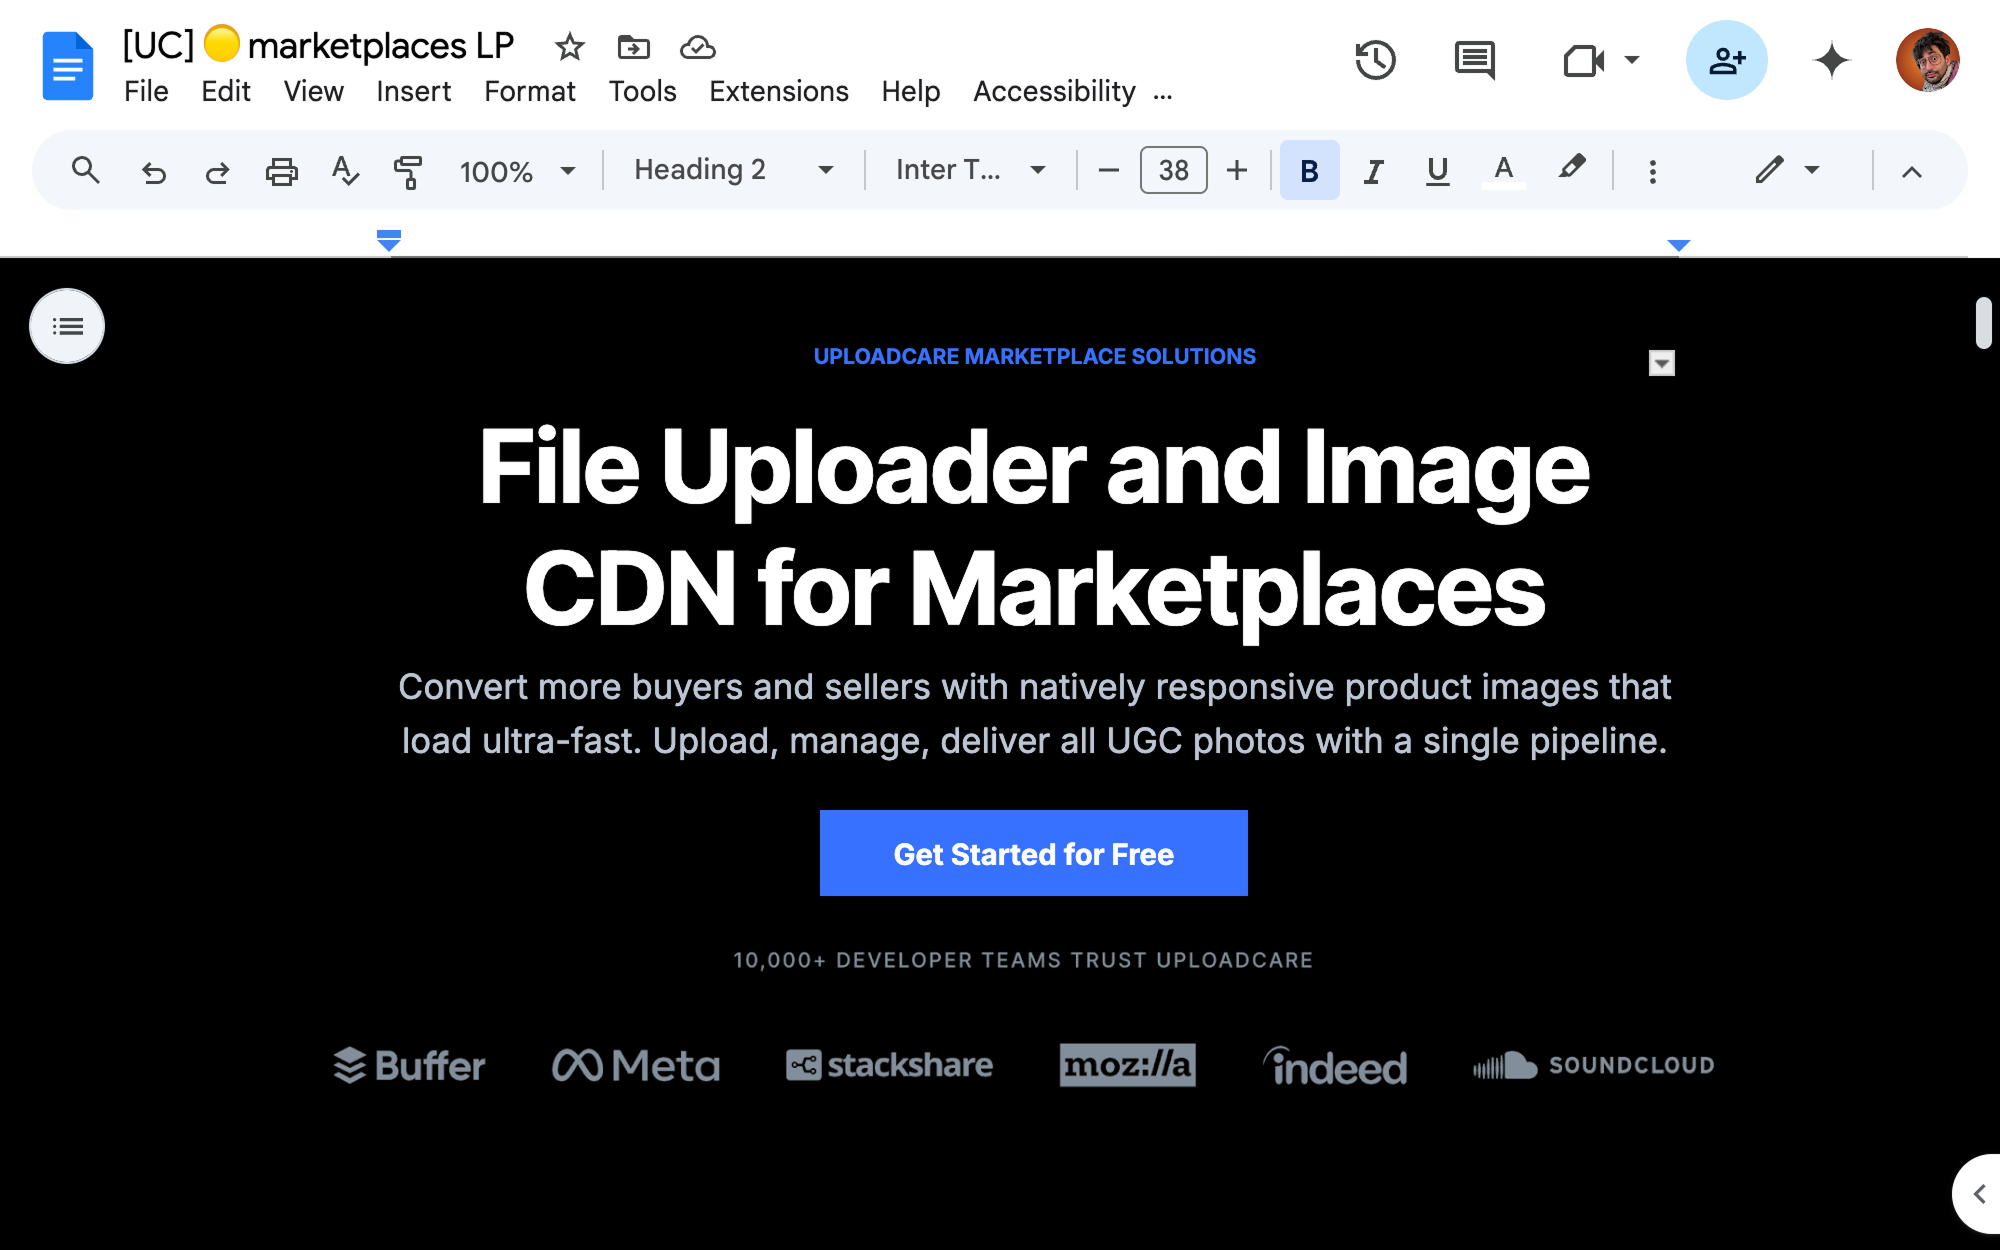 [UC] 🟡 marketplaces LP
File Edit View Insert Format Tools Extensions Help Accessibility ...
100% Heading 2 Inter T... − 38 + B I U A
UPLOADCARE MARKETPLACE SOLUTIONS
File Uploader and Image
CDN for Marketplaces
Convert more buyers and sellers with natively responsive product images that
load ultra-fast. Upload, manage, deliver all UGC photos with a single pipeline.
Get Started for Free
10,000+ DEVELOPER TEAMS TRUST UPLOADCARE
Buffer Meta stackshare moz://a indeed SOUNDCLOUD